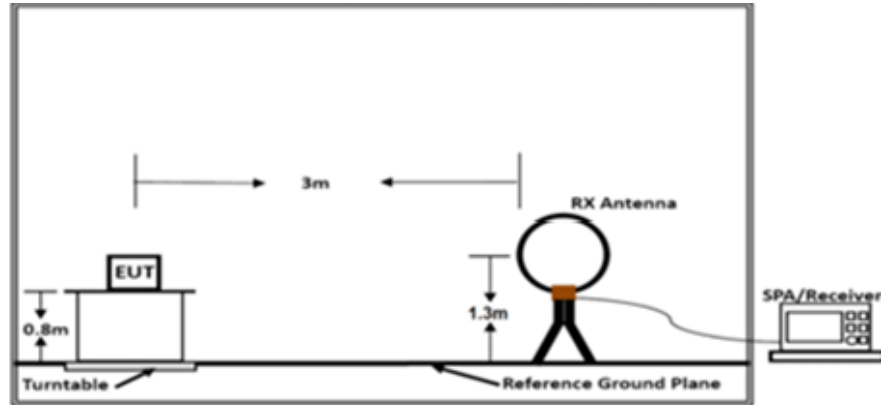 3m
RX Antenna
EUT
SPA/Receiver
0.8m
1.3m
Turntable
Reference Ground Plane